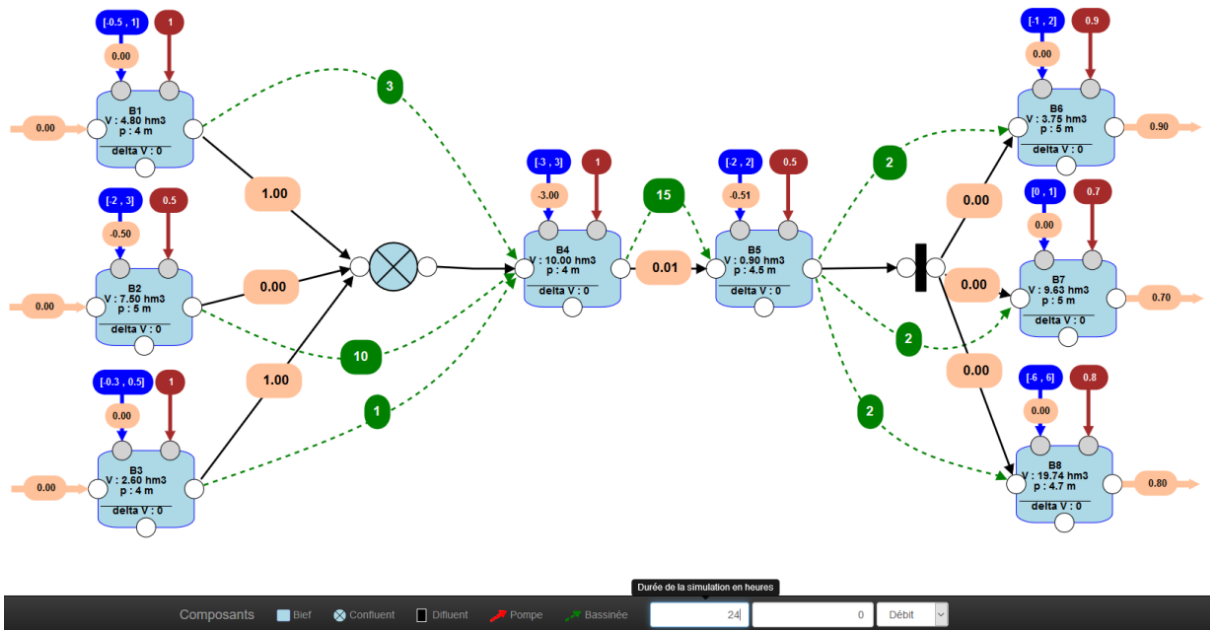 [-0.5 , 1]
1
0.00
0.00
B1
V : 4.80 hm3
p : 4 m
delta V : 0
[-2 , 3]
0.5
-0.50
0.00
B2
V : 7.50 hm3
p : 5 m
delta V : 0
[-0.3 , 0.5]
1
0.00
0.00
B3
V : 2.60 hm3
p : 4 m
delta V : 0
3
1.00
0.00
10
1.00
1
[-3 , 3]
1
-3.00
B4
V : 10.00 hm3
p : 4 m
delta V : 0
15
0.01
[-2 , 2]
0.5
-0.51
B5
V : 0.90 hm3
p : 4.5 m
delta V : 0
2
0.00
0.00
2
0.00
2
[-1 , 2]
0.9
0.00
B6
V : 3.75 hm3
p : 5 m
delta V : 0
0.90
[0 , 1]
0.7
0.00
B7
V : 9.63 hm3
p : 5 m
delta V : 0
0.70
[-6 , 6]
0.8
0.00
B8
V : 19.74 hm3
p : 4.7 m
delta V : 0
0.80
Durée de la simulation en heures
Composants Bief Confluent Difluent Pompe Bassinée 24 0 Débit